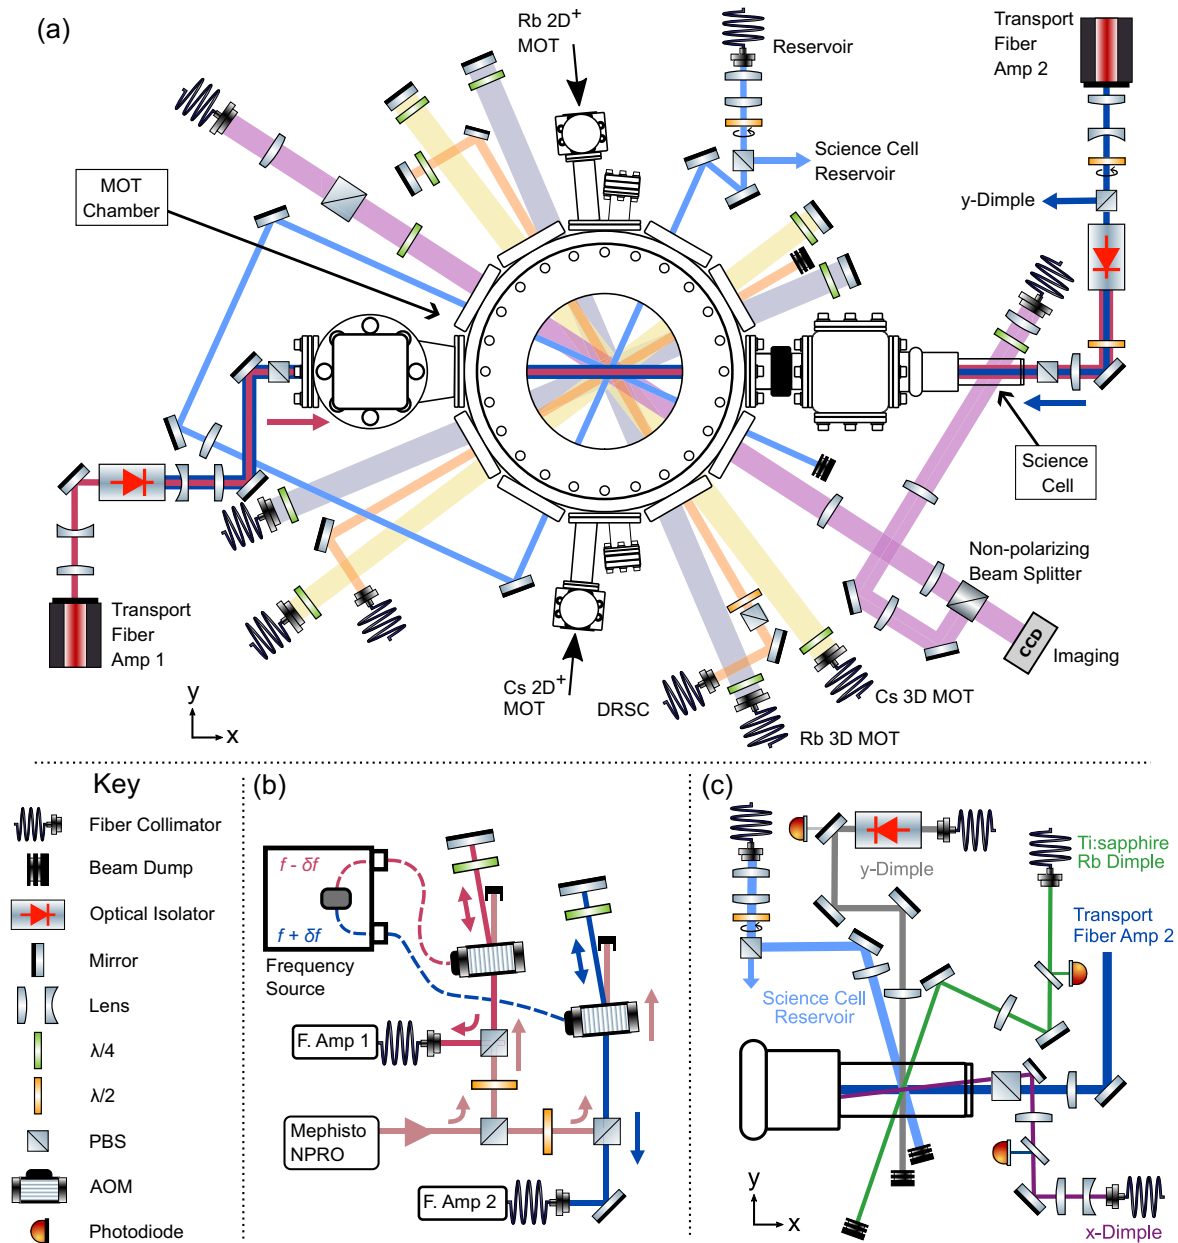 (a)
Rb 2D+
MOT
Reservoir
Transport
Fiber
Amp 2
MOT
Chamber
Science Cell
Reservoir
y-Dimple
Science
Cell
Non-polarizing
Beam Splitter
Transport
Fiber
Amp 1
CCD
Imaging
Cs 2D+
MOT
DRSC
Cs 3D MOT
Rb 3D MOT
y
x
Key
Fiber Collimator
Beam Dump
Optical Isolator
Mirror
Lens
λ/4
λ/2
PBS
AOM
Photodiode
(b)
f - δf
f + δf
Frequency
Source
F. Amp 1
Mephisto
NPRO
F. Amp 2
(c)
y-Dimple
Ti:sapphire
Rb Dimple
Transport
Fiber Amp 2
Science Cell
Reservoir
y
x
x-Dimple